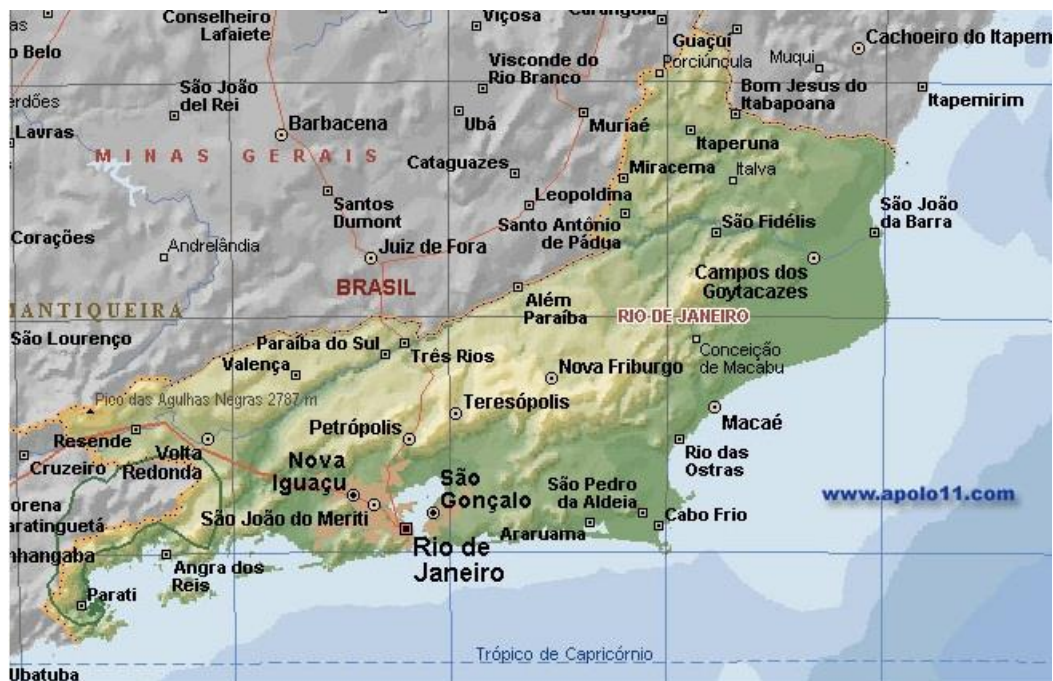 Conselheiro
Lafaiete
Viçosa
Guaçuí
Muqui
Cachoeiro do Itapem
o Belo
Visconde do
Rio Branco
Porciúncula
São João
del Rei
Bom Jesus do
Itabapoana
Itapemirim
erdões
Lavras
Barbacena
Ubá
Muriaé
Itaperuna
MINAS GERAIS
Cataguazes
Miracema
Italva
Santos
Dumont
Leopoldina
São João
da Barra
Corações
Andrelândia
Juiz de Fora
Santo Antônio
de Pádua
São Fidélis
BRASIL
Campos dos
Goytacazes
MANTIQUEIRA
Além
Paraíba
RIO DE JANEIRO
São Lourenço
Paraíba do Sul
Valença
Três Rios
Conceição
de Macabu
Nova Friburgo
Pico das Agulhas Negras 2787 m
Teresópolis
Macaé
Resende
Petrópolis
Cruzeiro
Volta
Redonda
Rio das
Ostras
Nova
Iguaçu
São
Gonçalo
São Pedro
da Aldeia
www.apolo11.com
orena
aratinguetá
São João do Meriti
Araruama
Cabo Frio
nhangaba
Angra dos
Reis
Rio de
Janeiro
Parati
Trópico de Capricórnio
Ubatuba